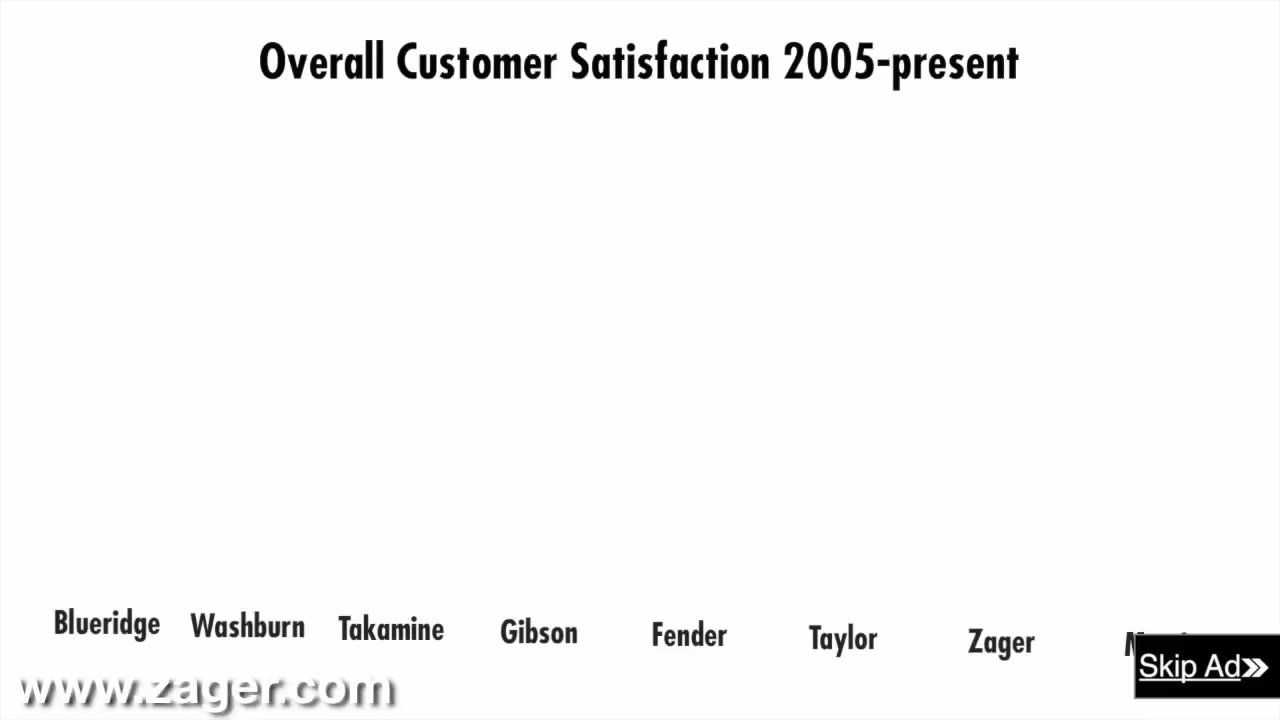 Overall Customer Satisfaction 2005-present
Blueridge Washburn Takamine Gibson Fender Taylor Zager
Skip Ad
www.zager.com